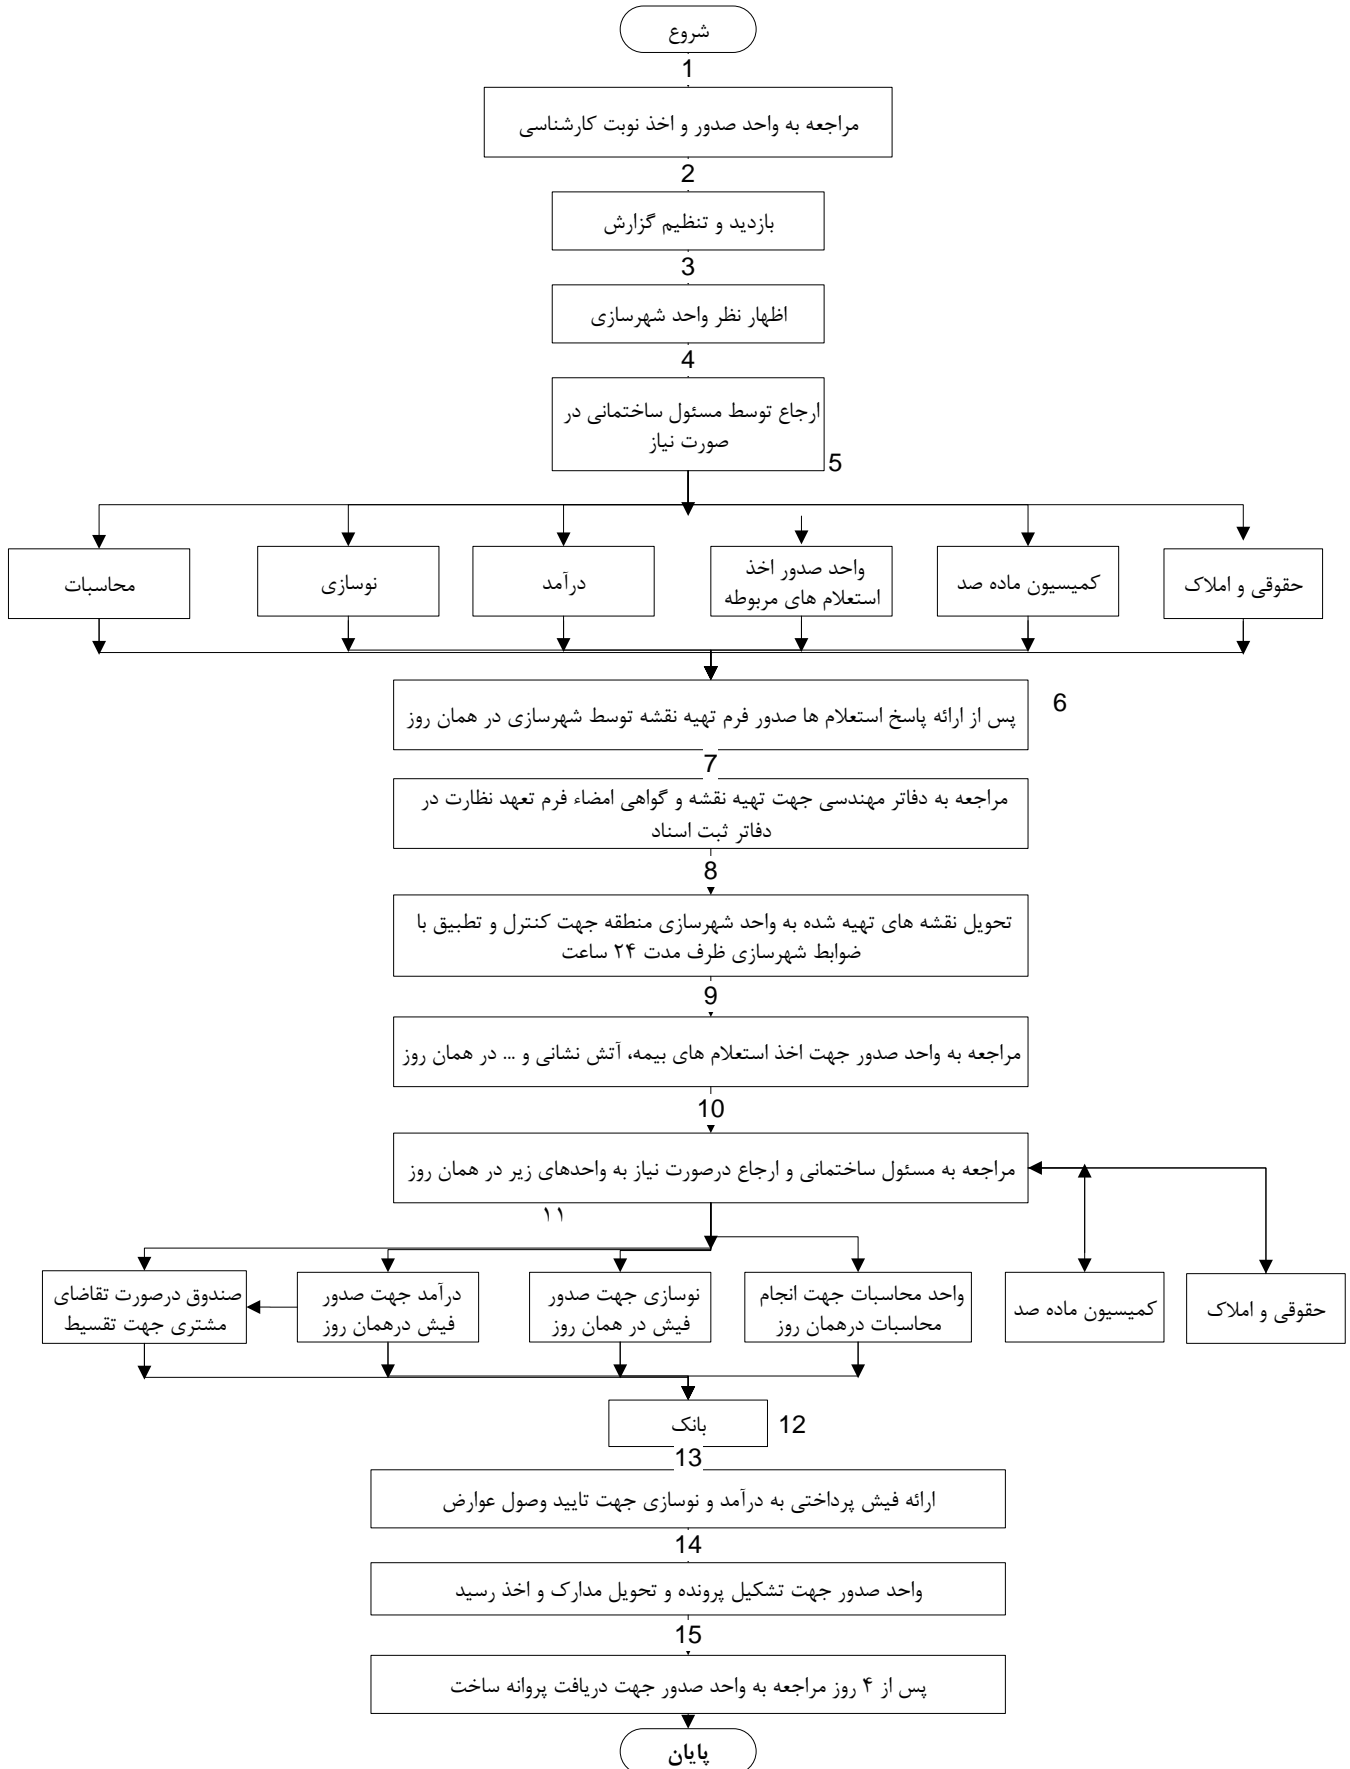 شروع
1
مراجعه به واحد صدور و اخذ نوبت کارشناسی
2
بازدید و تنظیم گزارش
3
اظهار نظر واحد شهرسازی
4
ارجاع توسط مسئول ساختمانی در
صورت نیاز
5
حقوقی و املاک
کمیسیون ماده صد
واحد صدور اخذ
استعلام های مربوطه
درآمد
نوسازی
محاسبات
6
پس از ارائه پاسخ استعلام ها صدور فرم تهیه نقشه توسط شهرسازی در همان روز
7
مراجعه به دفاتر مهندسی جهت تهیه نقشه و گواهی امضاء فرم تعهد نظارت در
دفاتر ثبت اسناد
8
تحویل نقشه های تهیه شده به واحد شهرسازی منطقه جهت کنترل و تطبیق با
ضوابط شهرسازی ظرف مدت ۲۴ ساعت
9
مراجعه به واحد صدور جهت اخذ استعلام های بیمه، آتش نشانی و ... در همان روز
10
مراجعه به مسئول ساختمانی و ارجاع درصورت نیاز به واحدهای زیر در همان روز
۱۱
حقوقی و املاک
کمیسیون ماده صد
واحد محاسبات جهت انجام
محاسبات درهمان روز
نوسازی جهت صدور
فیش در همان روز
درآمد جهت صدور
فیش درهمان روز
صندوق درصورت تقاضای
مشتری جهت تقسیط
بانک
12
13
ارائه فیش پرداختی به درآمد و نوسازی جهت تایید وصول عوارض
14
واحد صدور جهت تشکیل پرونده و تحویل مدارک و اخذ رسید
15
پس از ۴ روز مراجعه به واحد صدور جهت دریافت پروانه ساخت
پایان